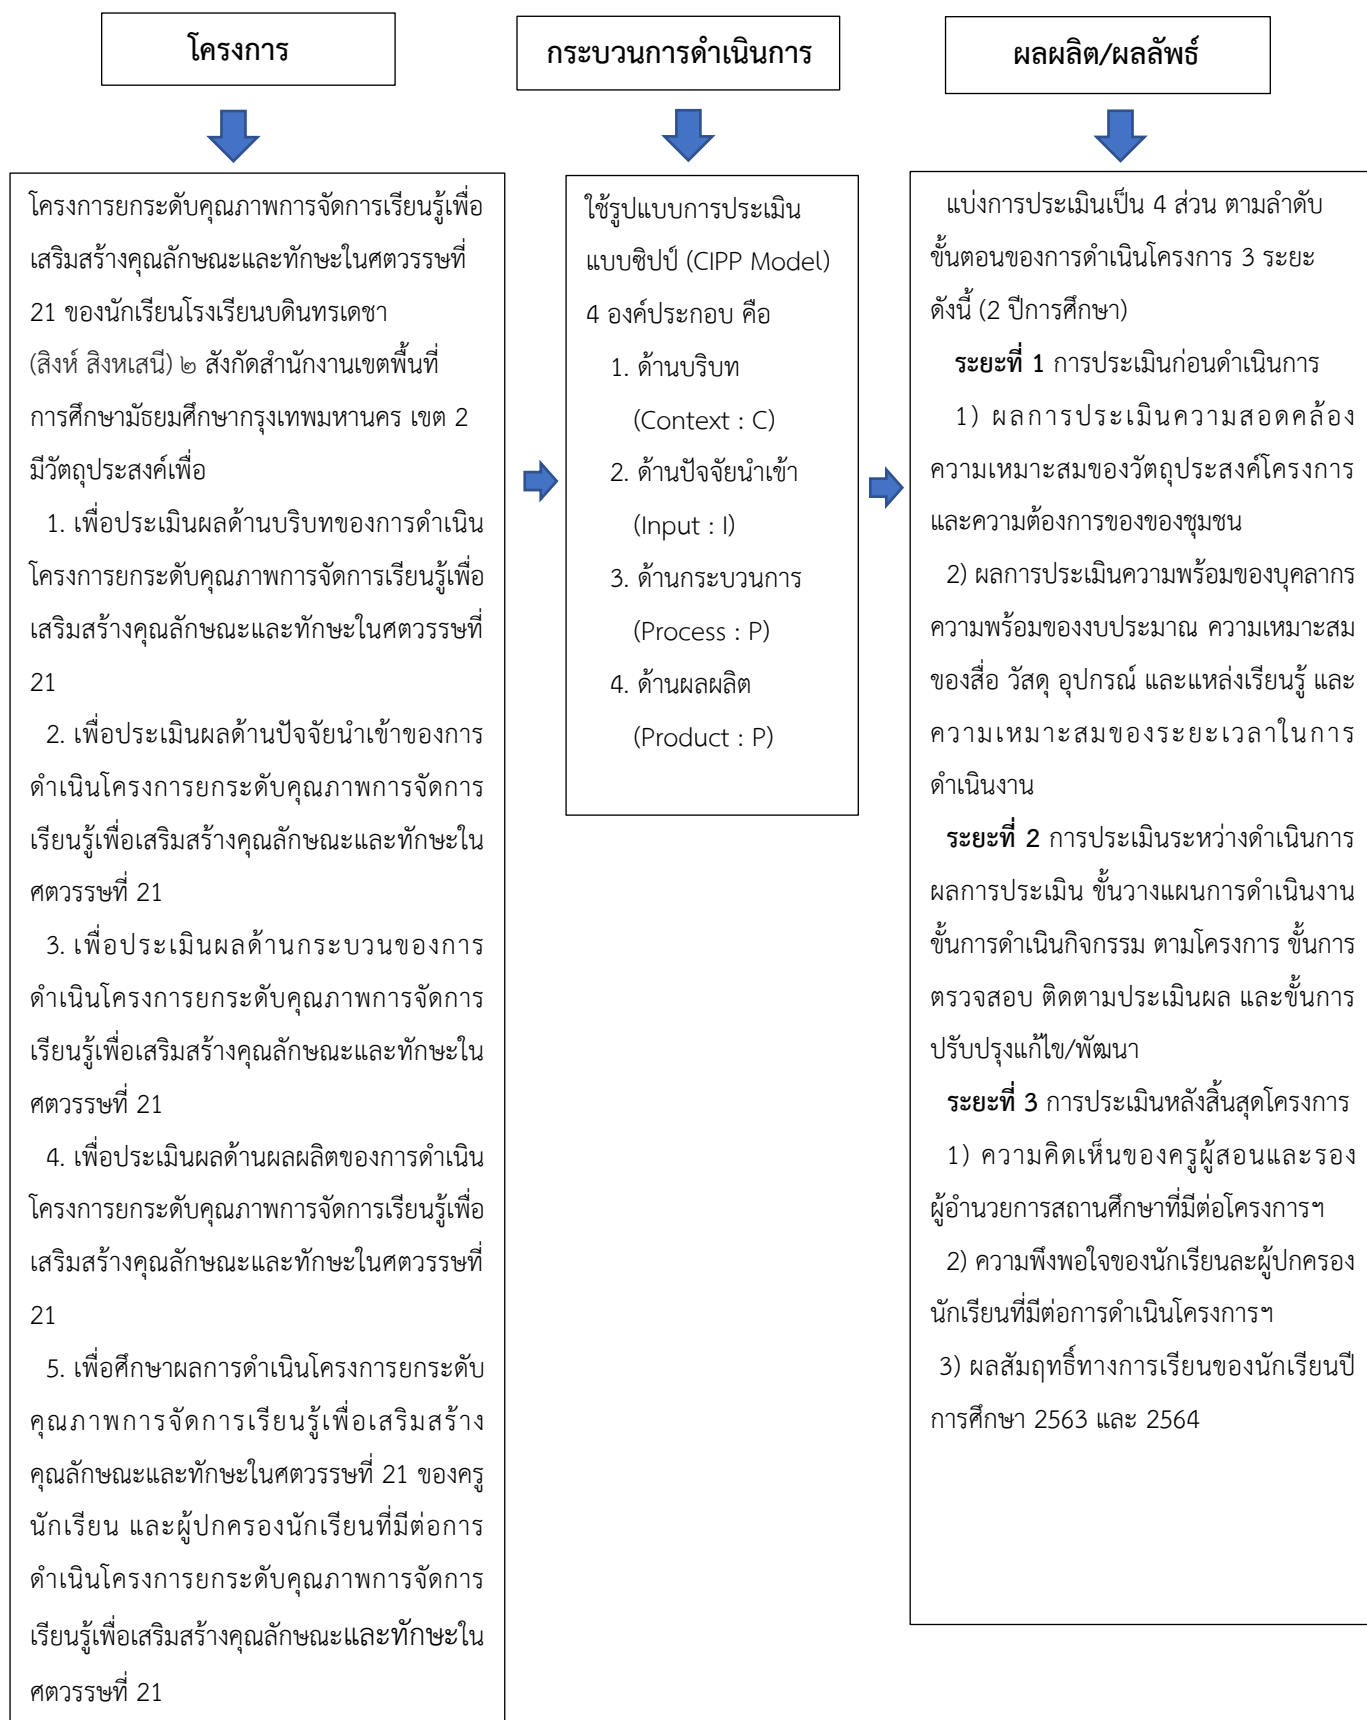 โครงการ
กระบวนการดำเนินการ
ผลผลิต/ผลลัพธ์
โครงการยกระดับคุณภาพการจัดการเรียนรู้เพื่อ
เสริมสร้างคุณลักษณะและทักษะในศตวรรษที่
21 ของนักเรียนโรงเรียนบดินทรเดชา
(สิงห์ สิงหเสนี) ๒ สังกัดสำนักงานเขตพื้นที่
การศึกษามัธยมศึกษากรุงเทพมหานคร เขต 2
มีวัตถุประสงค์เพื่อ
1. เพื่อประเมินผลด้านบริบทของการดำเนิน
โครงการยกระดับคุณภาพการจัดการเรียนรู้เพื่อ
เสริมสร้างคุณลักษณะและทักษะในศตวรรษที่
21
2. เพื่อประเมินผลด้านปัจจัยนำเข้าของการ
ดำเนินโครงการยกระดับคุณภาพการจัดการ
เรียนรู้เพื่อเสริมสร้างคุณลักษณะและทักษะใน
ศตวรรษที่ 21
3. เพื่อประเมินผลด้านกระบวนของการ
ดำเนินโครงการยกระดับคุณภาพการจัดการ
เรียนรู้เพื่อเสริมสร้างคุณลักษณะและทักษะใน
ศตวรรษที่ 21
4. เพื่อประเมินผลด้านผลผลิตของการดำเนิน
โครงการยกระดับคุณภาพการจัดการเรียนรู้เพื่อ
เสริมสร้างคุณลักษณะและทักษะในศตวรรษที่
21
5. เพื่อศึกษาผลการดำเนินโครงการยกระดับ
คุณภาพการจัดการเรียนรู้เพื่อเสริมสร้าง
คุณลักษณะและทักษะในศตวรรษที่ 21 ของครู
นักเรียน และผู้ปกครองนักเรียนที่มีต่อการ
ดำเนินโครงการยกระดับคุณภาพการจัดการ
เรียนรู้เพื่อเสริมสร้างคุณลักษณะและทักษะใน
ศตวรรษที่ 21
ใช้รูปแบบการประเมิน
แบบซิปป์ (CIPP Model)
4 องค์ประกอบ คือ
1. ด้านบริบท
(Context : C)
2. ด้านปัจจัยนำเข้า
(Input : I)
3. ด้านกระบวนการ
(Process : P)
4. ด้านผลผลิต
(Product : P)
แบ่งการประเมินเป็น 4 ส่วน ตามลำดับ
ขั้นตอนของการดำเนินโครงการ 3 ระยะ
ดังนี้ (2 ปีการศึกษา)
ระยะที่ 1 การประเมินก่อนดำเนินการ
1) ผลการประเมินความสอดคล้อง
ความเหมาะสมของวัตถุประสงค์โครงการ
และความต้องการของของชุมชน
2) ผลการประเมินความพร้อมของบุคลากร
ความพร้อมของงบประมาณ ความเหมาะสม
ของสื่อ วัสดุ อุปกรณ์ และแหล่งเรียนรู้ และ
ความเหมาะสมของระยะเวลาในการ
ดำเนินงาน
ระยะที่ 2 การประเมินระหว่างดำเนินการ
ผลการประเมิน ขั้นวางแผนการดำเนินงาน
ขั้นการดำเนินกิจกรรม ตามโครงการ ขั้นการ
ตรวจสอบ ติดตามประเมินผล และขั้นการ
ปรับปรุงแก้ไข/พัฒนา
ระยะที่ 3 การประเมินหลังสิ้นสุดโครงการ
1) ความคิดเห็นของครูผู้สอนและรอง
ผู้อำนวยการสถานศึกษาที่มีต่อโครงการฯ
2) ความพึงพอใจของนักเรียนละผู้ปกครอง
นักเรียนที่มีต่อการดำเนินโครงการฯ
3) ผลสัมฤทธิ์ทางการเรียนของนักเรียนปี
การศึกษา 2563 และ 2564